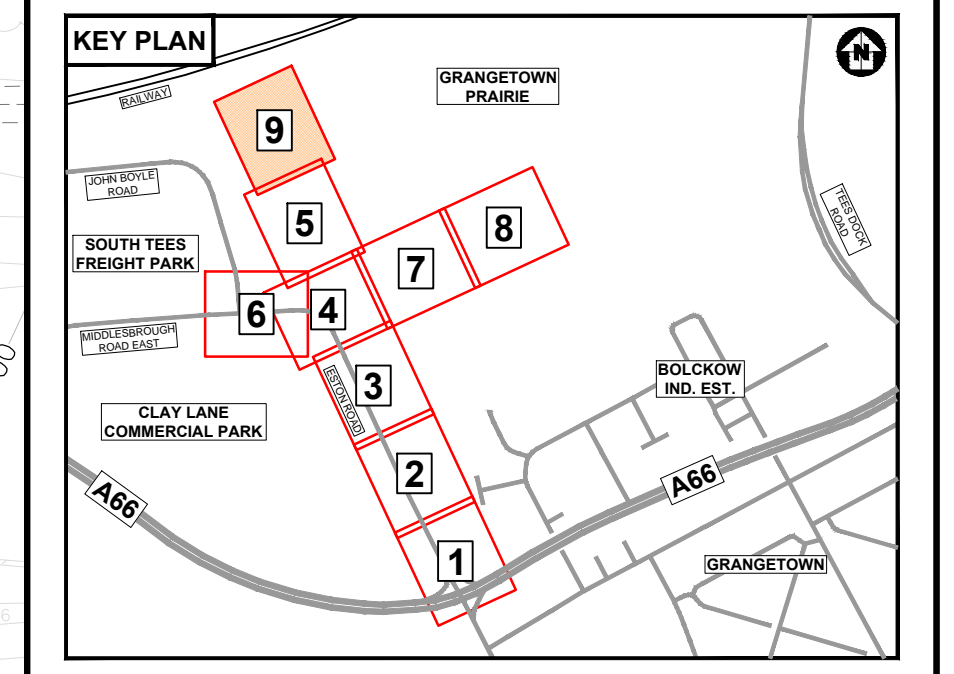 KEY PLAN
N
GRANGETOWN
PRAIRIE
RAILWAY
9
JOHN BOYLE
ROAD
5
8
TEES DOCK
ROAD
SOUTH TEES
FREIGHT PARK
7
6
4
MIDDLESBROUGH
ROAD EAST
3
ESTON ROAD
BOLCKOW
IND. EST.
CLAY LANE
COMMERCIAL PARK
2
A66
A66
1
GRANGETOWN